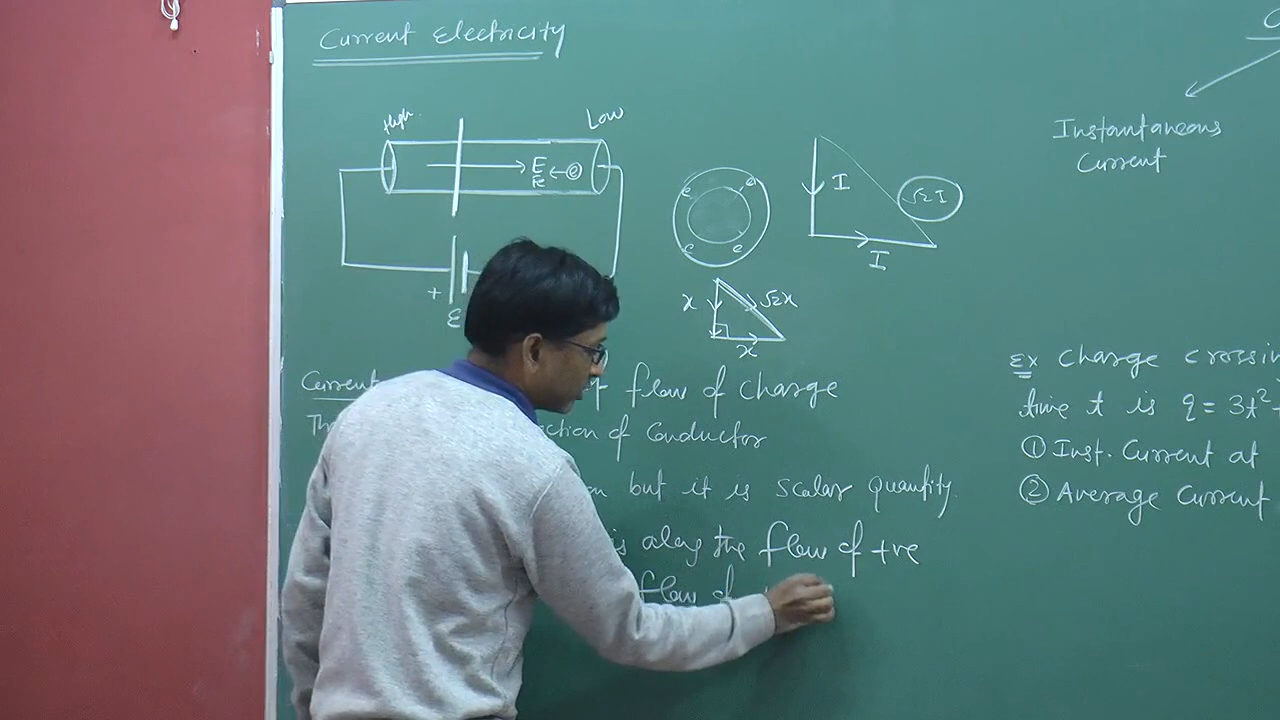 Current Electricity
High
Low
E
e
+
ε
e
e
e
e
I
√2 I
I
x
√2x
x
Current
of flow of charge
Th
ction of Conductor
but it is scalar quantity.
is along the flow of +ve
flow of
C
Instantaneous
Current
Ex Charge crossin
time t is q = 3t²
① Inst. Current at
② Average Current